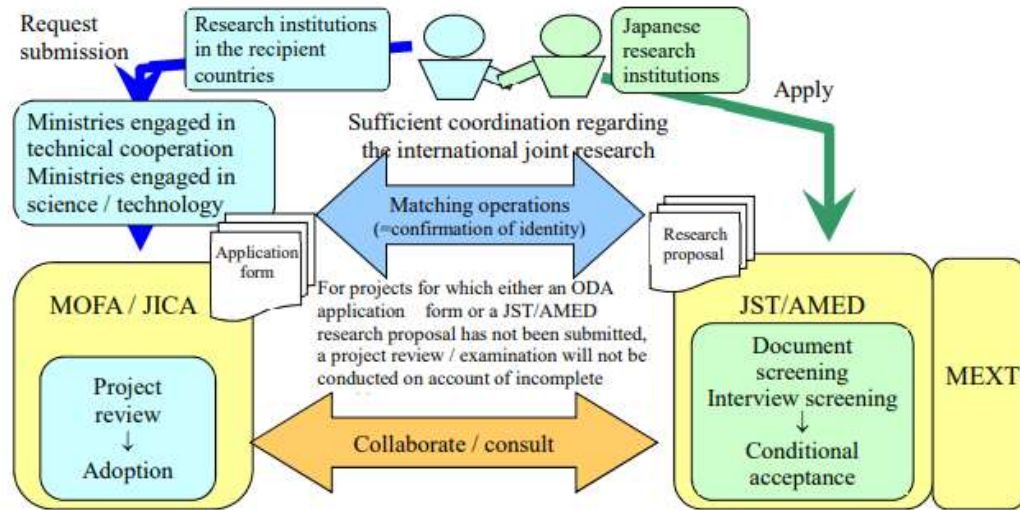 Request
submission
Research institutions
in the recipient
countries
Japanese
research
institutions
Apply
Ministries engaged in
technical cooperation
Ministries engaged in
science / technology
Sufficient coordination regarding
the international joint research
Matching operations
(=confirmation of identity)
Application
form
Research
proposal
For projects for which either an ODA
application form or a JST/AMED
research proposal has not been submitted,
a project review / examination will not be
conducted on account of incomplete
MOFA / JICA
Project
review
↓
Adoption
Collaborate / consult
JST/AMED
Document
screening
Interview screening
↓
Conditional
acceptance
MEXT